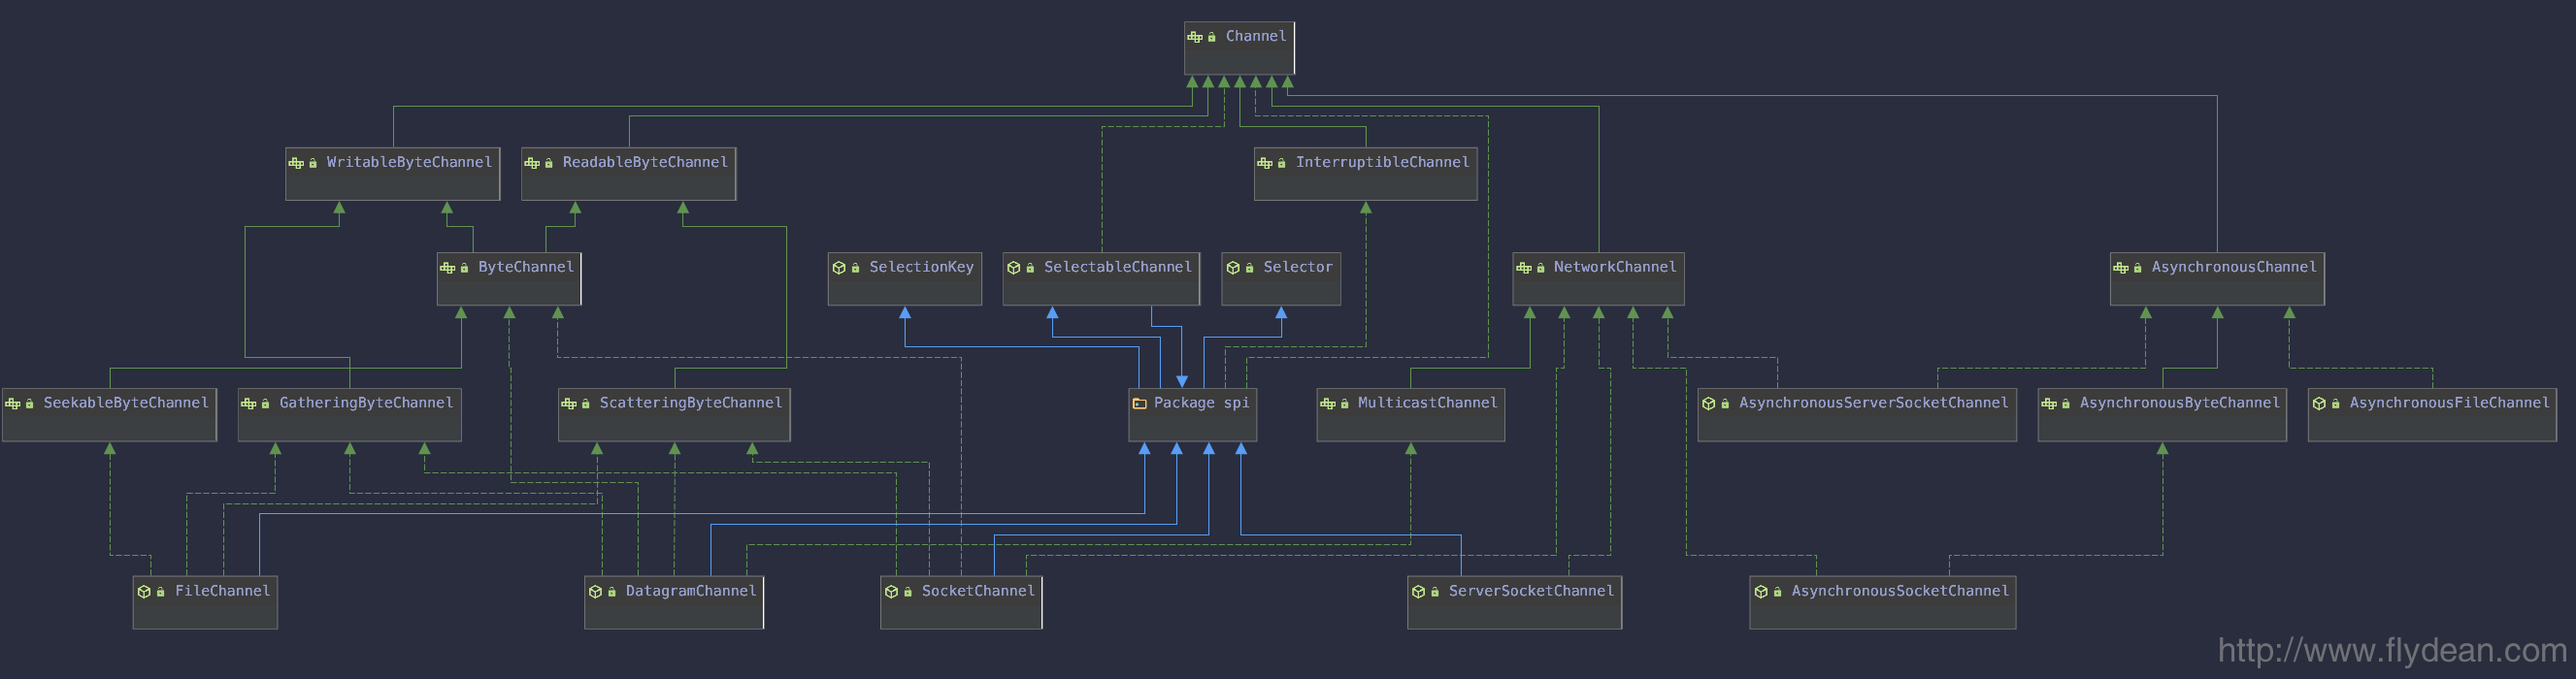 Channel
WritableByteChannel
ReadableByteChannel
InterruptibleChannel
ByteChannel
SelectionKey
SelectableChannel
Selector
NetworkChannel
AsynchronousChannel
SeekableByteChannel
GatheringByteChannel
ScatteringByteChannel
Package spi
MulticastChannel
AsynchronousServerSocketChannel
AsynchronousByteChannel
AsynchronousFileChannel
FileChannel
DatagramChannel
SocketChannel
ServerSocketChannel
AsynchronousSocketChannel
http://www.flydean.com